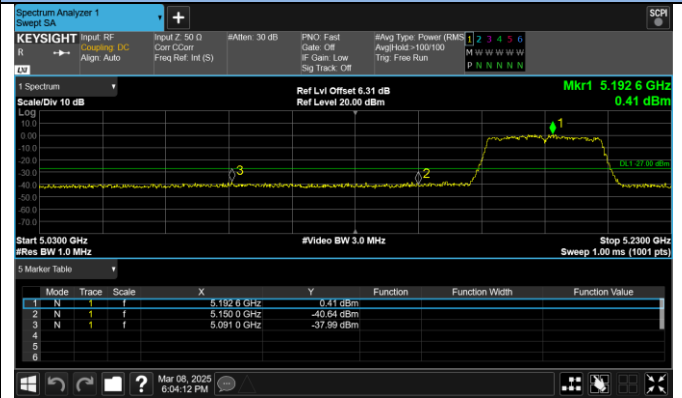 Spectrum Analyzer 1
Swept SA
+
SCPI
KEYSIGHT Input: RF Input Z: 50 Ω #Atten: 30 dB PNO: Fast #Avg Type: Power (RMS 1 2 3 4 5 6
R Coupling: DC Corr CCorr Gate: Off Avg|Hold:>100/100 M W W W W W
Align: Auto Freq Ref: Int (S) IF Gain: Low Trig: Free Run
Sig Track: Off P N N N N N
LXI
1 Spectrum Ref Lvl Offset 6.31 dB Mkr1 5.192 6 GHz
Scale/Div 10 dB Ref Level 20.00 dBm 0.41 dBm
Log
10.0
0.00
-10.0
-20.0
-30.0
-40.0
-50.0
-60.0
-70.0
1
2
3
DL1 -27.00 dBm
Start 5.0300 GHz #Video BW 3.0 MHz Stop 5.2300 GHz
#Res BW 1.0 MHz Sweep 1.00 ms (1001 pts)
5 Marker Table
Mode Trace Scale X Y Function Function Width Function Value
1 N 1 f 5.192 6 GHz 0.41 dBm
2 N 1 f 5.150 0 GHz -40.64 dBm
3 N 1 f 5.091 0 GHz -37.99 dBm
4
5
6
?
Mar 08, 2025
6:04:12 PM